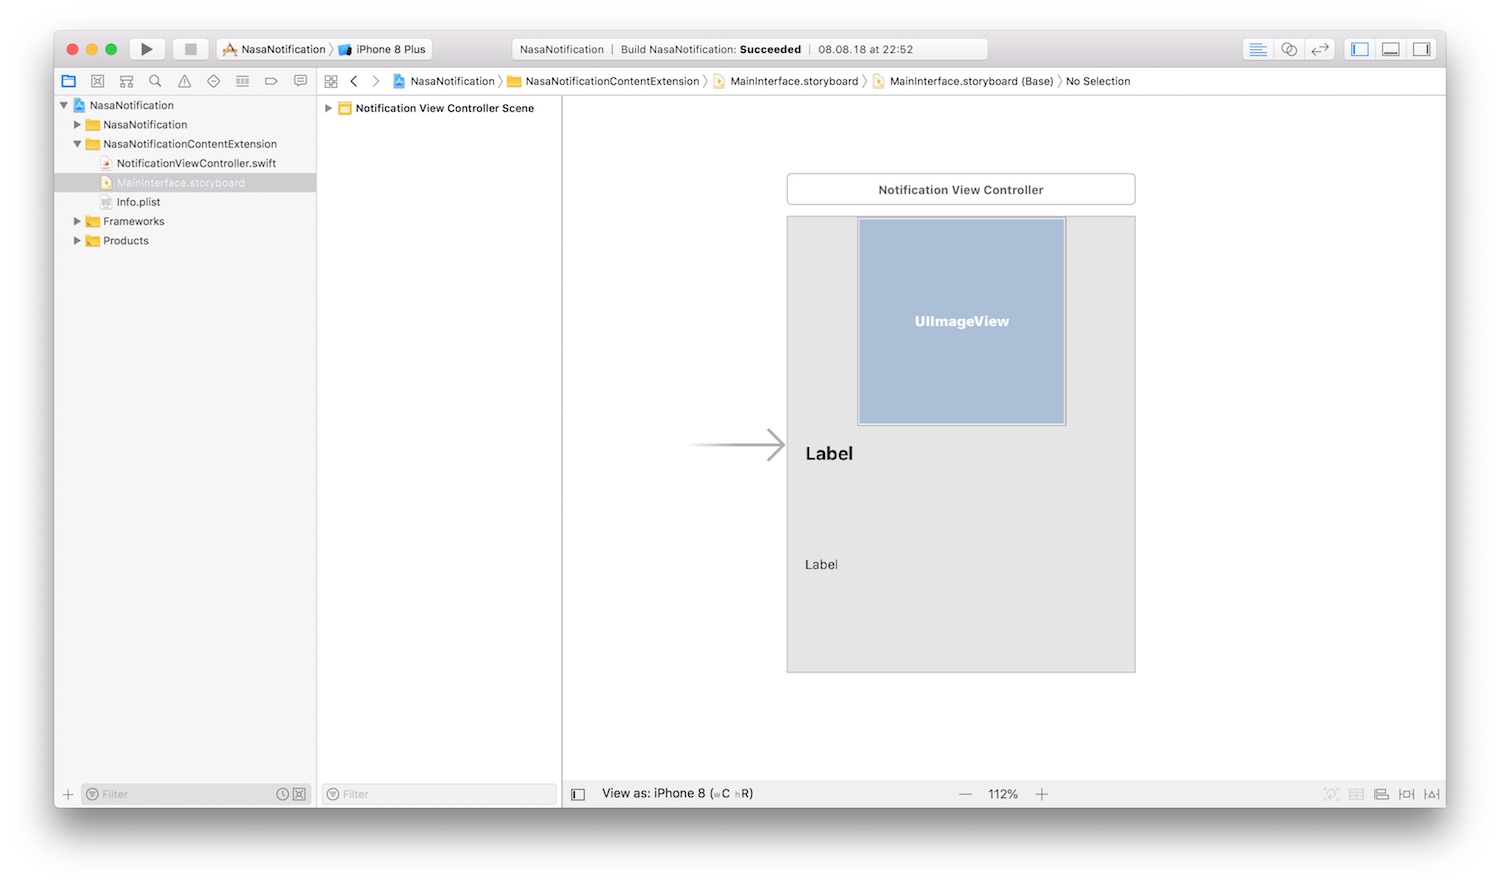 NasaNotification › iPhone 8 Plus
NasaNotification | Build NasaNotification: Succeeded | 08.08.18 at 22:52
NasaNotification › NasaNotificationContentExtension › MainInterface.storyboard › MainInterface.storyboard (Base) › No Selection
NasaNotification
NasaNotification
NasaNotificationContentExtension
NotificationViewController.swift
MainInterface.storyboard
Info.plist
Frameworks
Products
Filter
Notification View Controller Scene
Filter
Notification View Controller
UIImageView
Label
Label
View as: iPhone 8 (wC hR)
112%